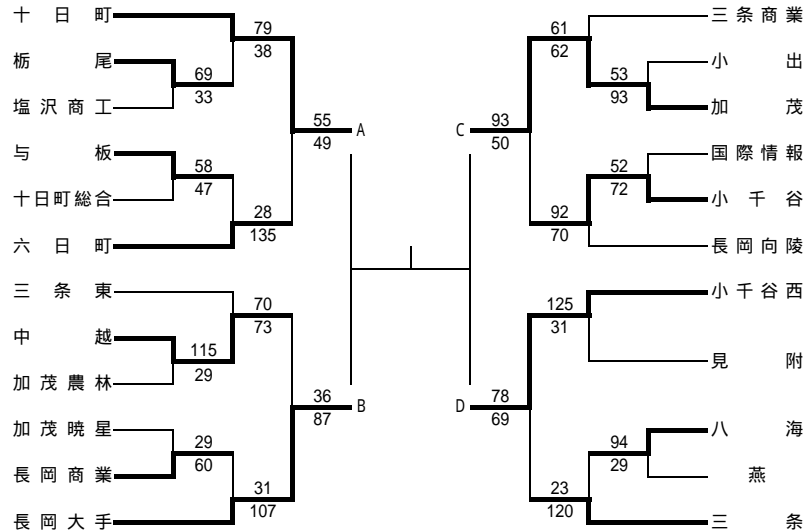 十日町
79
61
三条商業
38
62
栃尾
小出
69
53
33
93
塩沢商工
加茂
55
A
C
93
49
50
与板
国際情報
58
52
47
72
十日町総合
小千谷
28
92
135
70
六日町
長岡向陵
三条東
小千谷西
70
125
73
31
中越
115
見附
29
加茂農林
36
B
D
78
87
69
加茂暁星
八海
29
94
60
29
長岡商業
燕
31
23
107
120
長岡大手
三条